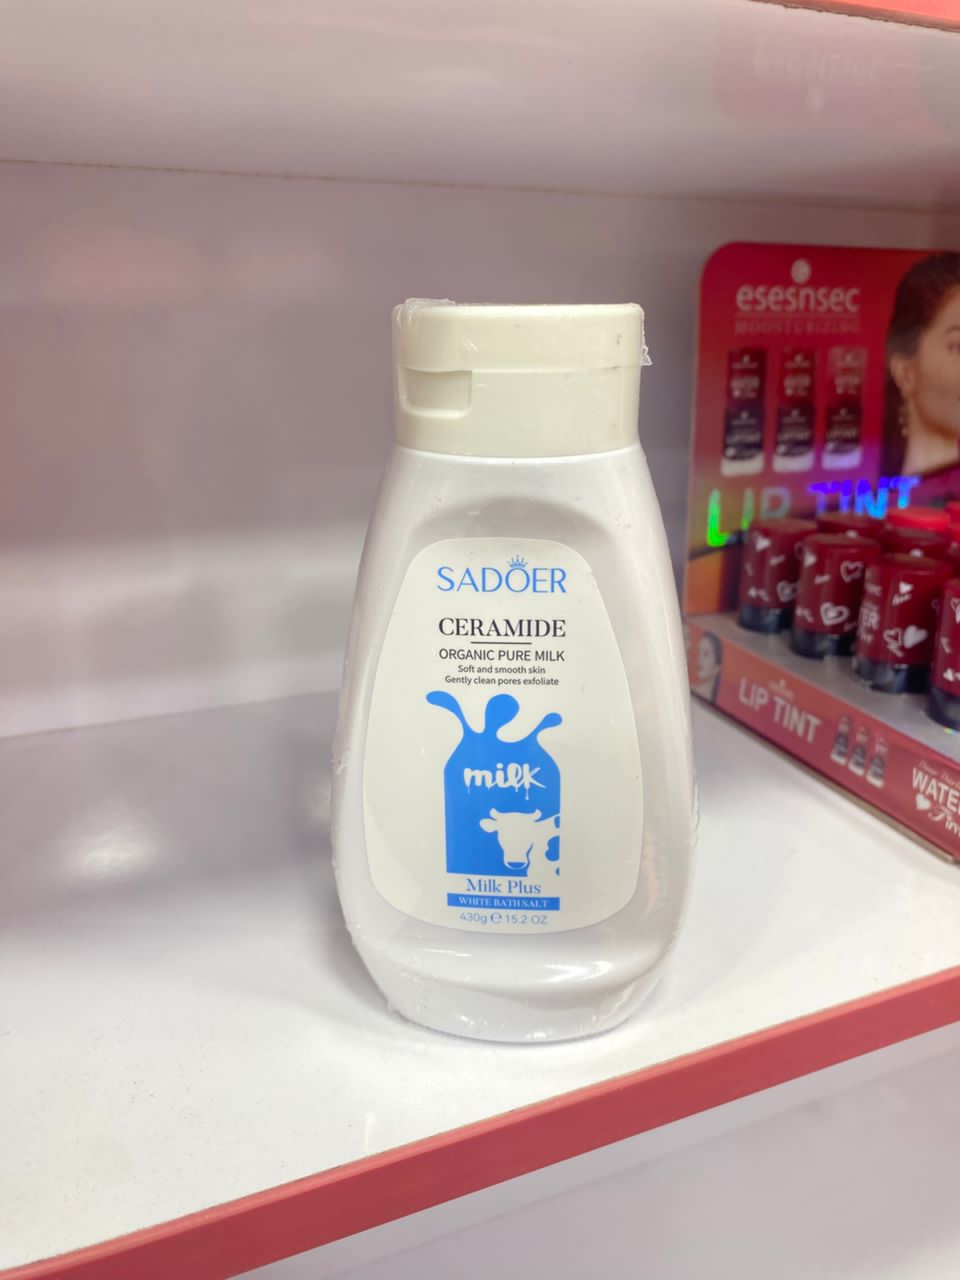 SADOER
CERAMIDE
ORGANIC PURE MILK
Soft and smooth skin
Gently clean pores exfoliate
milk
Milk Plus
WHITE BATH SALT
430g ℮ 15.2 OZ
esesnsec
MOISTURIZING
LIP TINT
LIP TINT